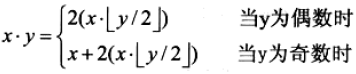 x·y = { 2(x·⌊y/2⌋) 当y为偶数时
x+2(x·⌊y/2⌋) 当y为奇数时